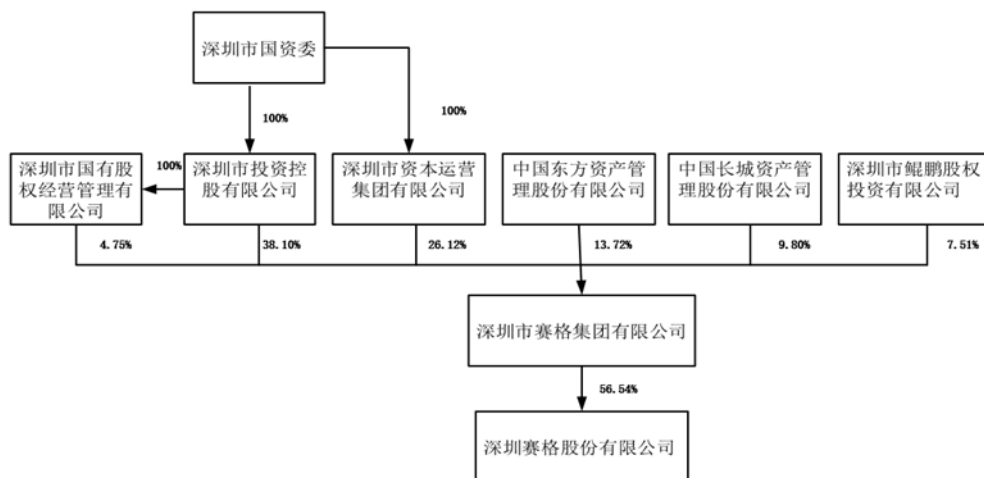 深圳市国资委
100%
100%
深圳市国有股
权经营管理有
限公司
100%
深圳市投资控
股有限公司
深圳市资本运营
集团有限公司
中国东方资产管
理股份有限公司
中国长城资产管
理股份有限公司
深圳市鲲鹏股权
投资有限公司
4.75%
38.10%
26.12%
13.72%
9.80%
7.51%
深圳市赛格集团有限公司
56.54%
深圳赛格股份有限公司